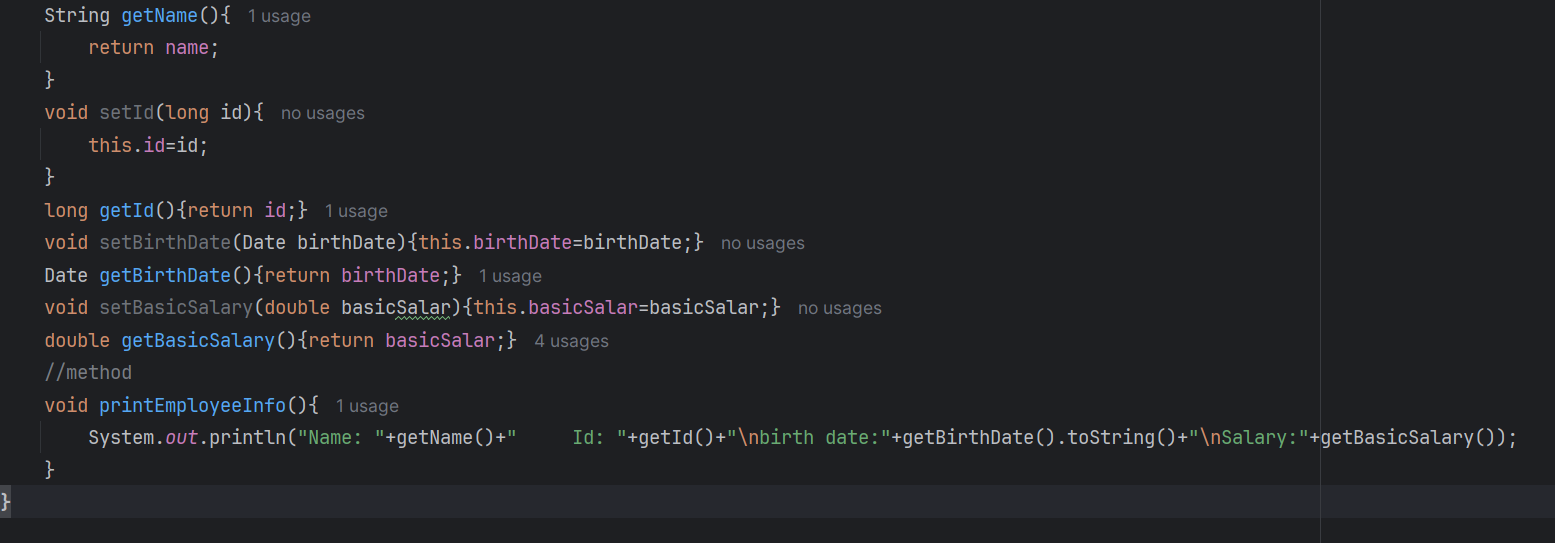 String getName(){ 1 usage
return name;
}
void setId(long id){ no usages
this.id=id;
}
long getId(){return id;} 1 usage
void setBirthDate(Date birthDate){this.birthDate=birthDate;} no usages
Date getBirthDate(){return birthDate;} 1 usage
void setBasicSalary(double basicSalar){this.basicSalar=basicSalar;} no usages
double getBasicSalary(){return basicSalar;} 4 usages
//method
void printEmployeeInfo(){ 1 usage
System.out.println("Name: "+getName()+"     Id: "+getId()+"\nbirth date:"+getBirthDate().toString()+"\nSalary:"+getBasicSalary());
}
}